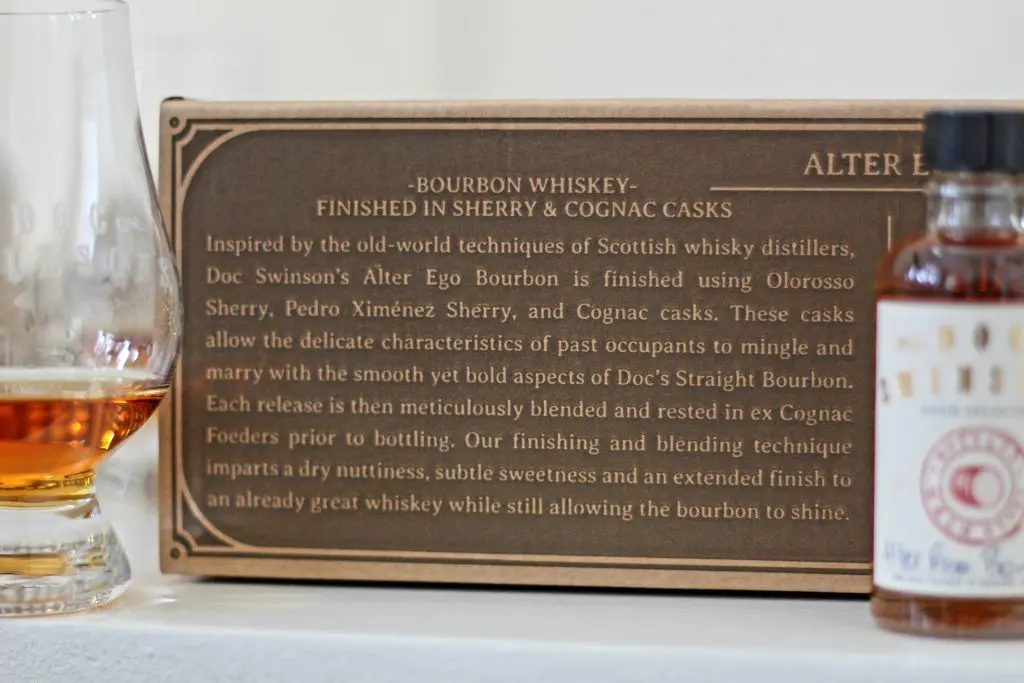 ALTER E
-BOURBON WHISKEY-
FINISHED IN SHERRY & COGNAC CASKS
Inspired by the old-world techniques of Scottish whisky distillers,
Doc Swinson's Alter Ego Bourbon is finished using Olorosso
Sherry, Pedro Ximénez Sherry, and Cognac casks. These casks
allow the delicate characteristics of past occupants to mingle and
marry with the smooth yet bold aspects of Doc's Straight Bourbon.
Each release is then meticulously blended and rested in ex Cognac
Foeders prior to bottling. Our finishing and blending technique
imparts a dry nuttiness, subtle sweetness and an extended finish to
an already great whiskey while still allowing the bourbon to shine.